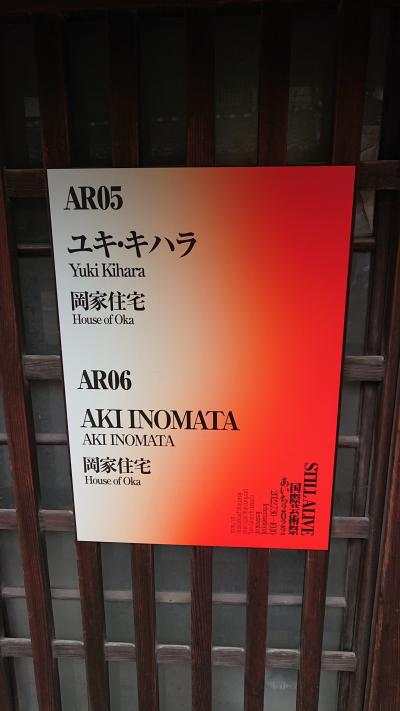 AR05
ユキ・キハラ
Yuki Kihara
岡家住宅
House of Oka
AR06
AKI INOMATA
AKI INOMATA
岡家住宅
House of Oka
STILL ALIVE
国際芸術祭
あいち2022